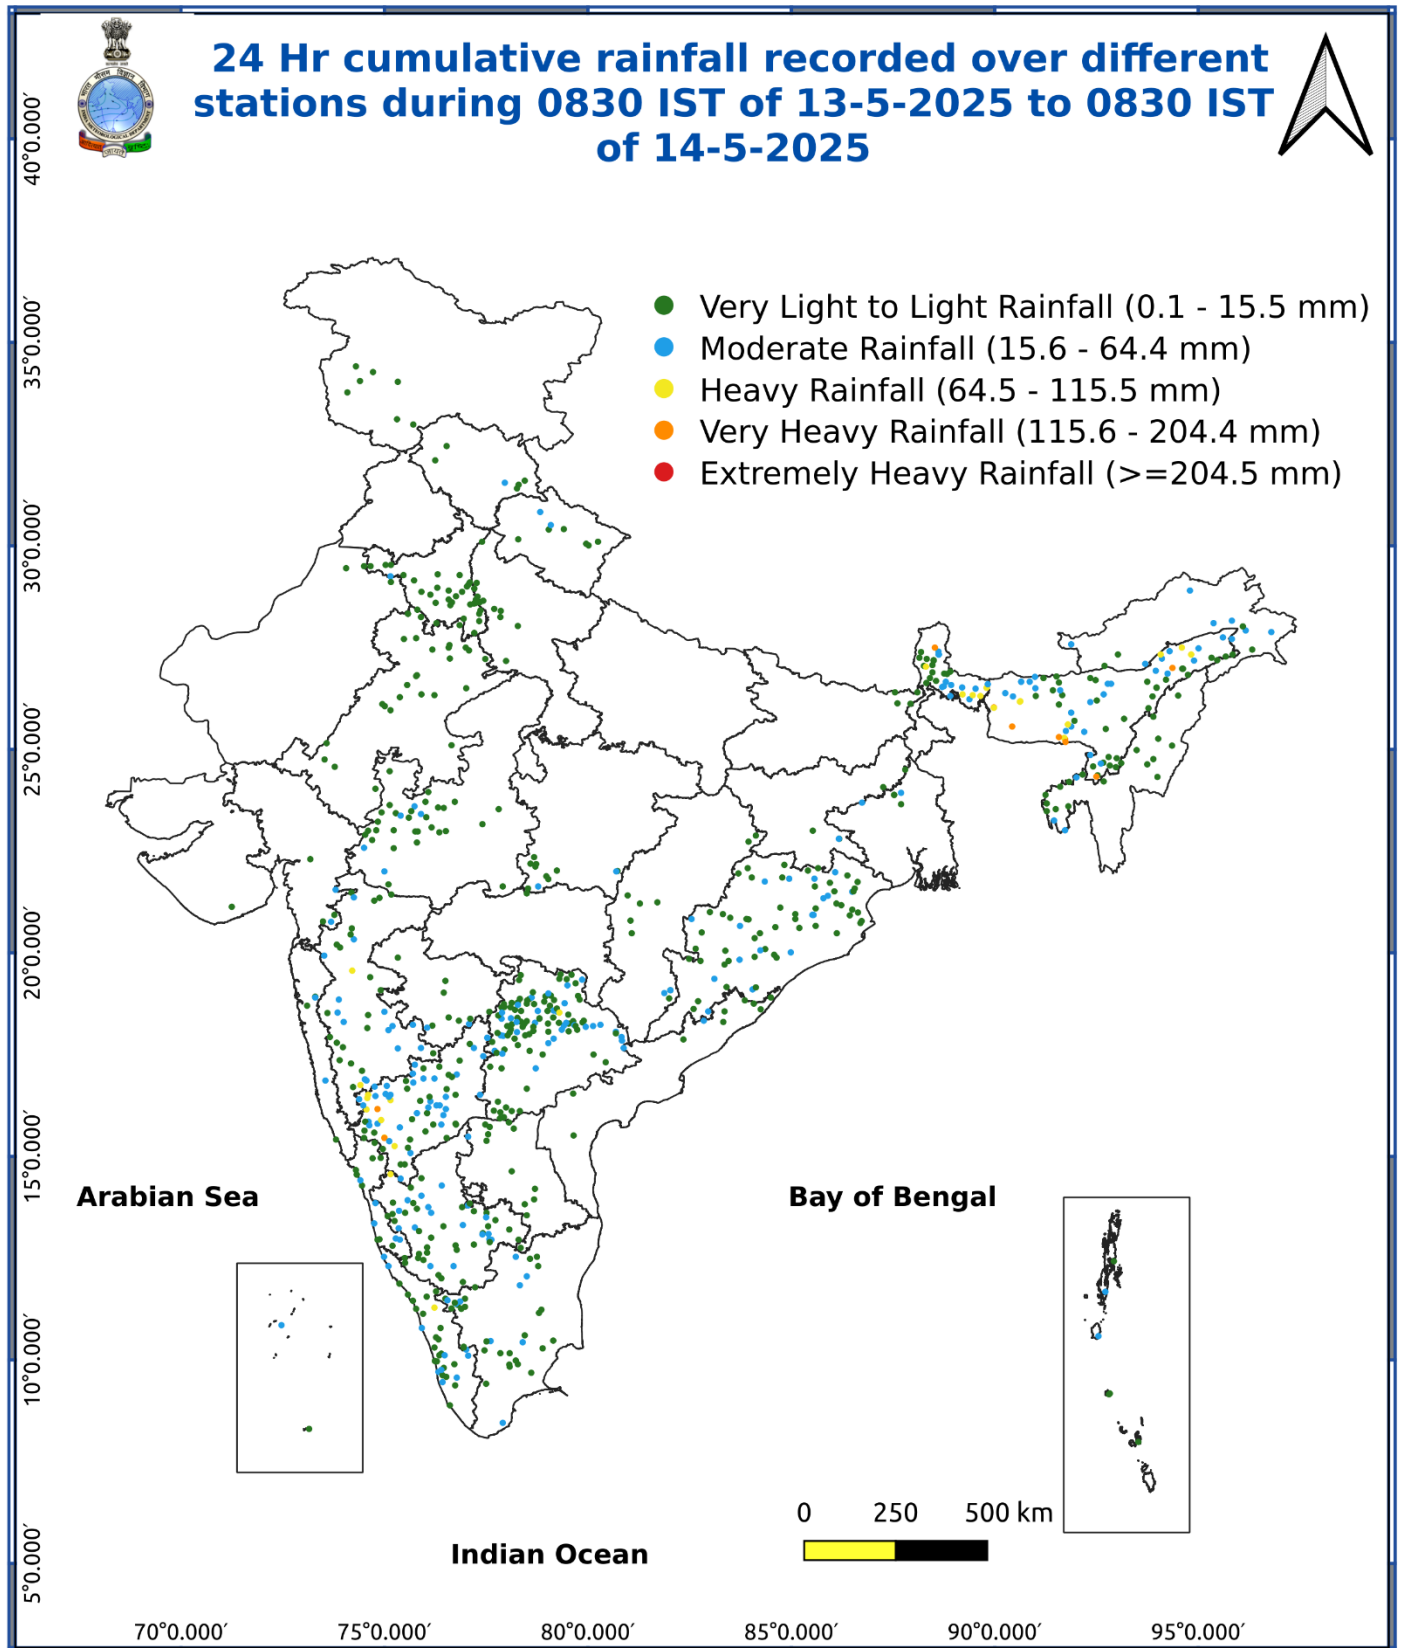 24 Hr cumulative rainfall recorded over different
stations during 0830 IST of 13-5-2025 to 0830 IST
of 14-5-2025
Very Light to Light Rainfall (0.1 - 15.5 mm)
Moderate Rainfall (15.6 - 64.4 mm)
Heavy Rainfall (64.5 - 115.5 mm)
Very Heavy Rainfall (115.6 - 204.4 mm)
Extremely Heavy Rainfall (>=204.5 mm)
40°0.000′
35°0.000′
30°0.000′
25°0.000′
20°0.000′
15°0.000′
10°0.000′
5°0.000′
Arabian Sea
Bay of Bengal
Indian Ocean
0 250 500 km
70°0.000′ 75°0.000′ 80°0.000′ 85°0.000′ 90°0.000′ 95°0.000′